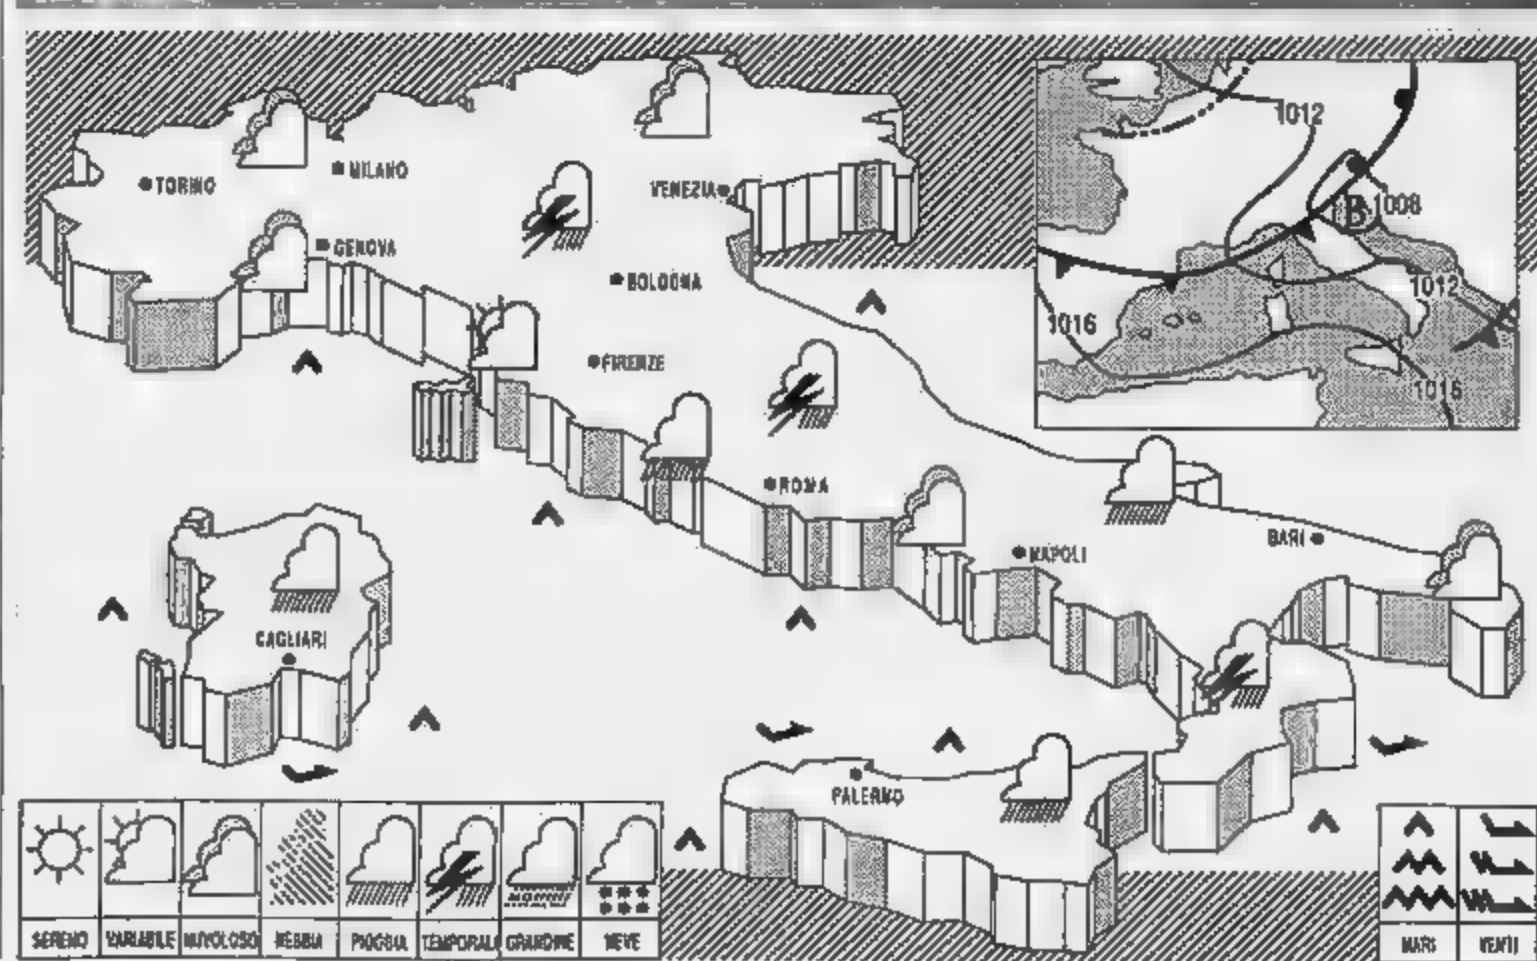 TORINO
MILANO
VENEZIA
GENOVA
BOLOGNA
FIRENZE
ROMA
NAPOLI
BARI
CAGLIARI
PALERMO
1012
1008
B
1012
1016
1016
SERENO VARIABILE NUVOLOSO NEBBIA PIOGGIA TEMPORALI GRANDINE NEVE
MARI VENTI